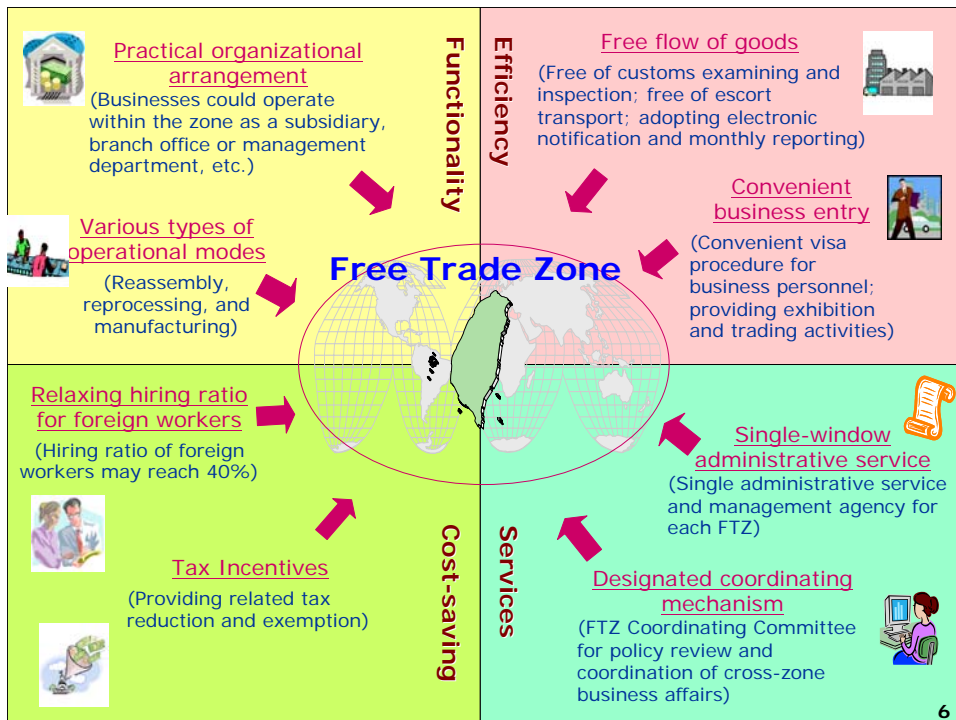 Practical organizational
arrangement
(Businesses could operate
within the zone as a subsidiary,
branch office or management
department, etc.)
Various types of
operational modes
(Reassembly,
reprocessing, and
manufacturing)
Functionality
Efficiency
Free flow of goods
(Free of customs examining and
inspection; free of escort
transport; adopting electronic
notification and monthly reporting)
Convenient
business entry
(Convenient visa
procedure for
business personnel;
providing exhibition
and trading activities)
Free Trade Zone
Relaxing hiring ratio
for foreign workers
(Hiring ratio of foreign
workers may reach 40%)
Tax Incentives
(Providing related tax
reduction and exemption)
Cost-saving
Services
Single-window
administrative service
(Single administrative service
and management agency for
each FTZ)
Designated coordinating
mechanism
(FTZ Coordinating Committee
for policy review and
coordination of cross-zone
business affairs)
6